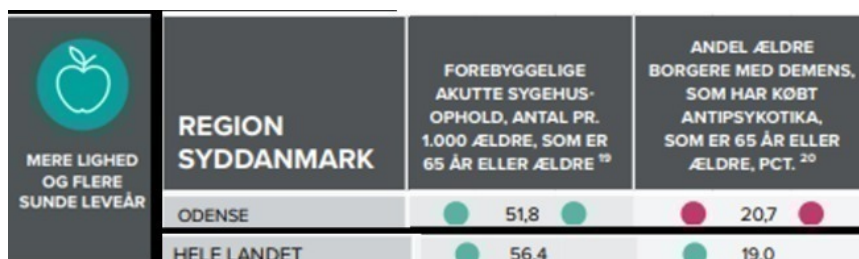 MERE LIGHED
OG FLERE
SUNDE LEVEÅR
REGION
SYDDANMARK
FOREBYGGELIGE
AKUTTE SYGEHUS-
OPHOLD, ANTAL PR.
1.000 ÆLDRE, SOM ER
65 ÅR ELLER ÆLDRE 19
ANDEL ÆLDRE
BORGERE MED DEMENS,
SOM HAR KØBT
ANTIPSYKOTIKA,
SOM ER 65 ÅR ELLER
ÆLDRE, PCT. 20
ODENSE 51,8 20,7
HELE LANDET 56,4 19,0